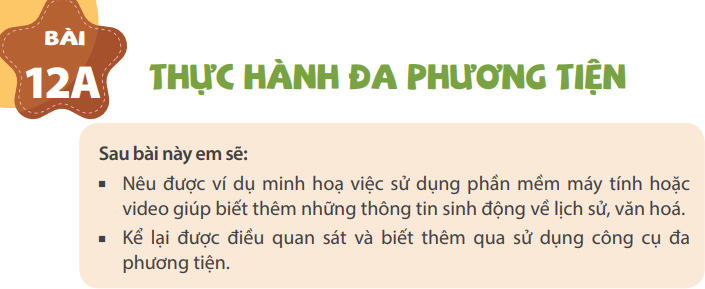 BÀI
12A
THỰC HÀNH ĐA PHƯƠNG TIỆN
Sau bài này em sẽ:
▪ Nêu được ví dụ minh hoạ việc sử dụng phần mềm máy tính hoặc
video giúp biết thêm những thông tin sinh động về lịch sử, văn hoá.
▪ Kể lại được điều quan sát và biết thêm qua sử dụng công cụ đa
phương tiện.